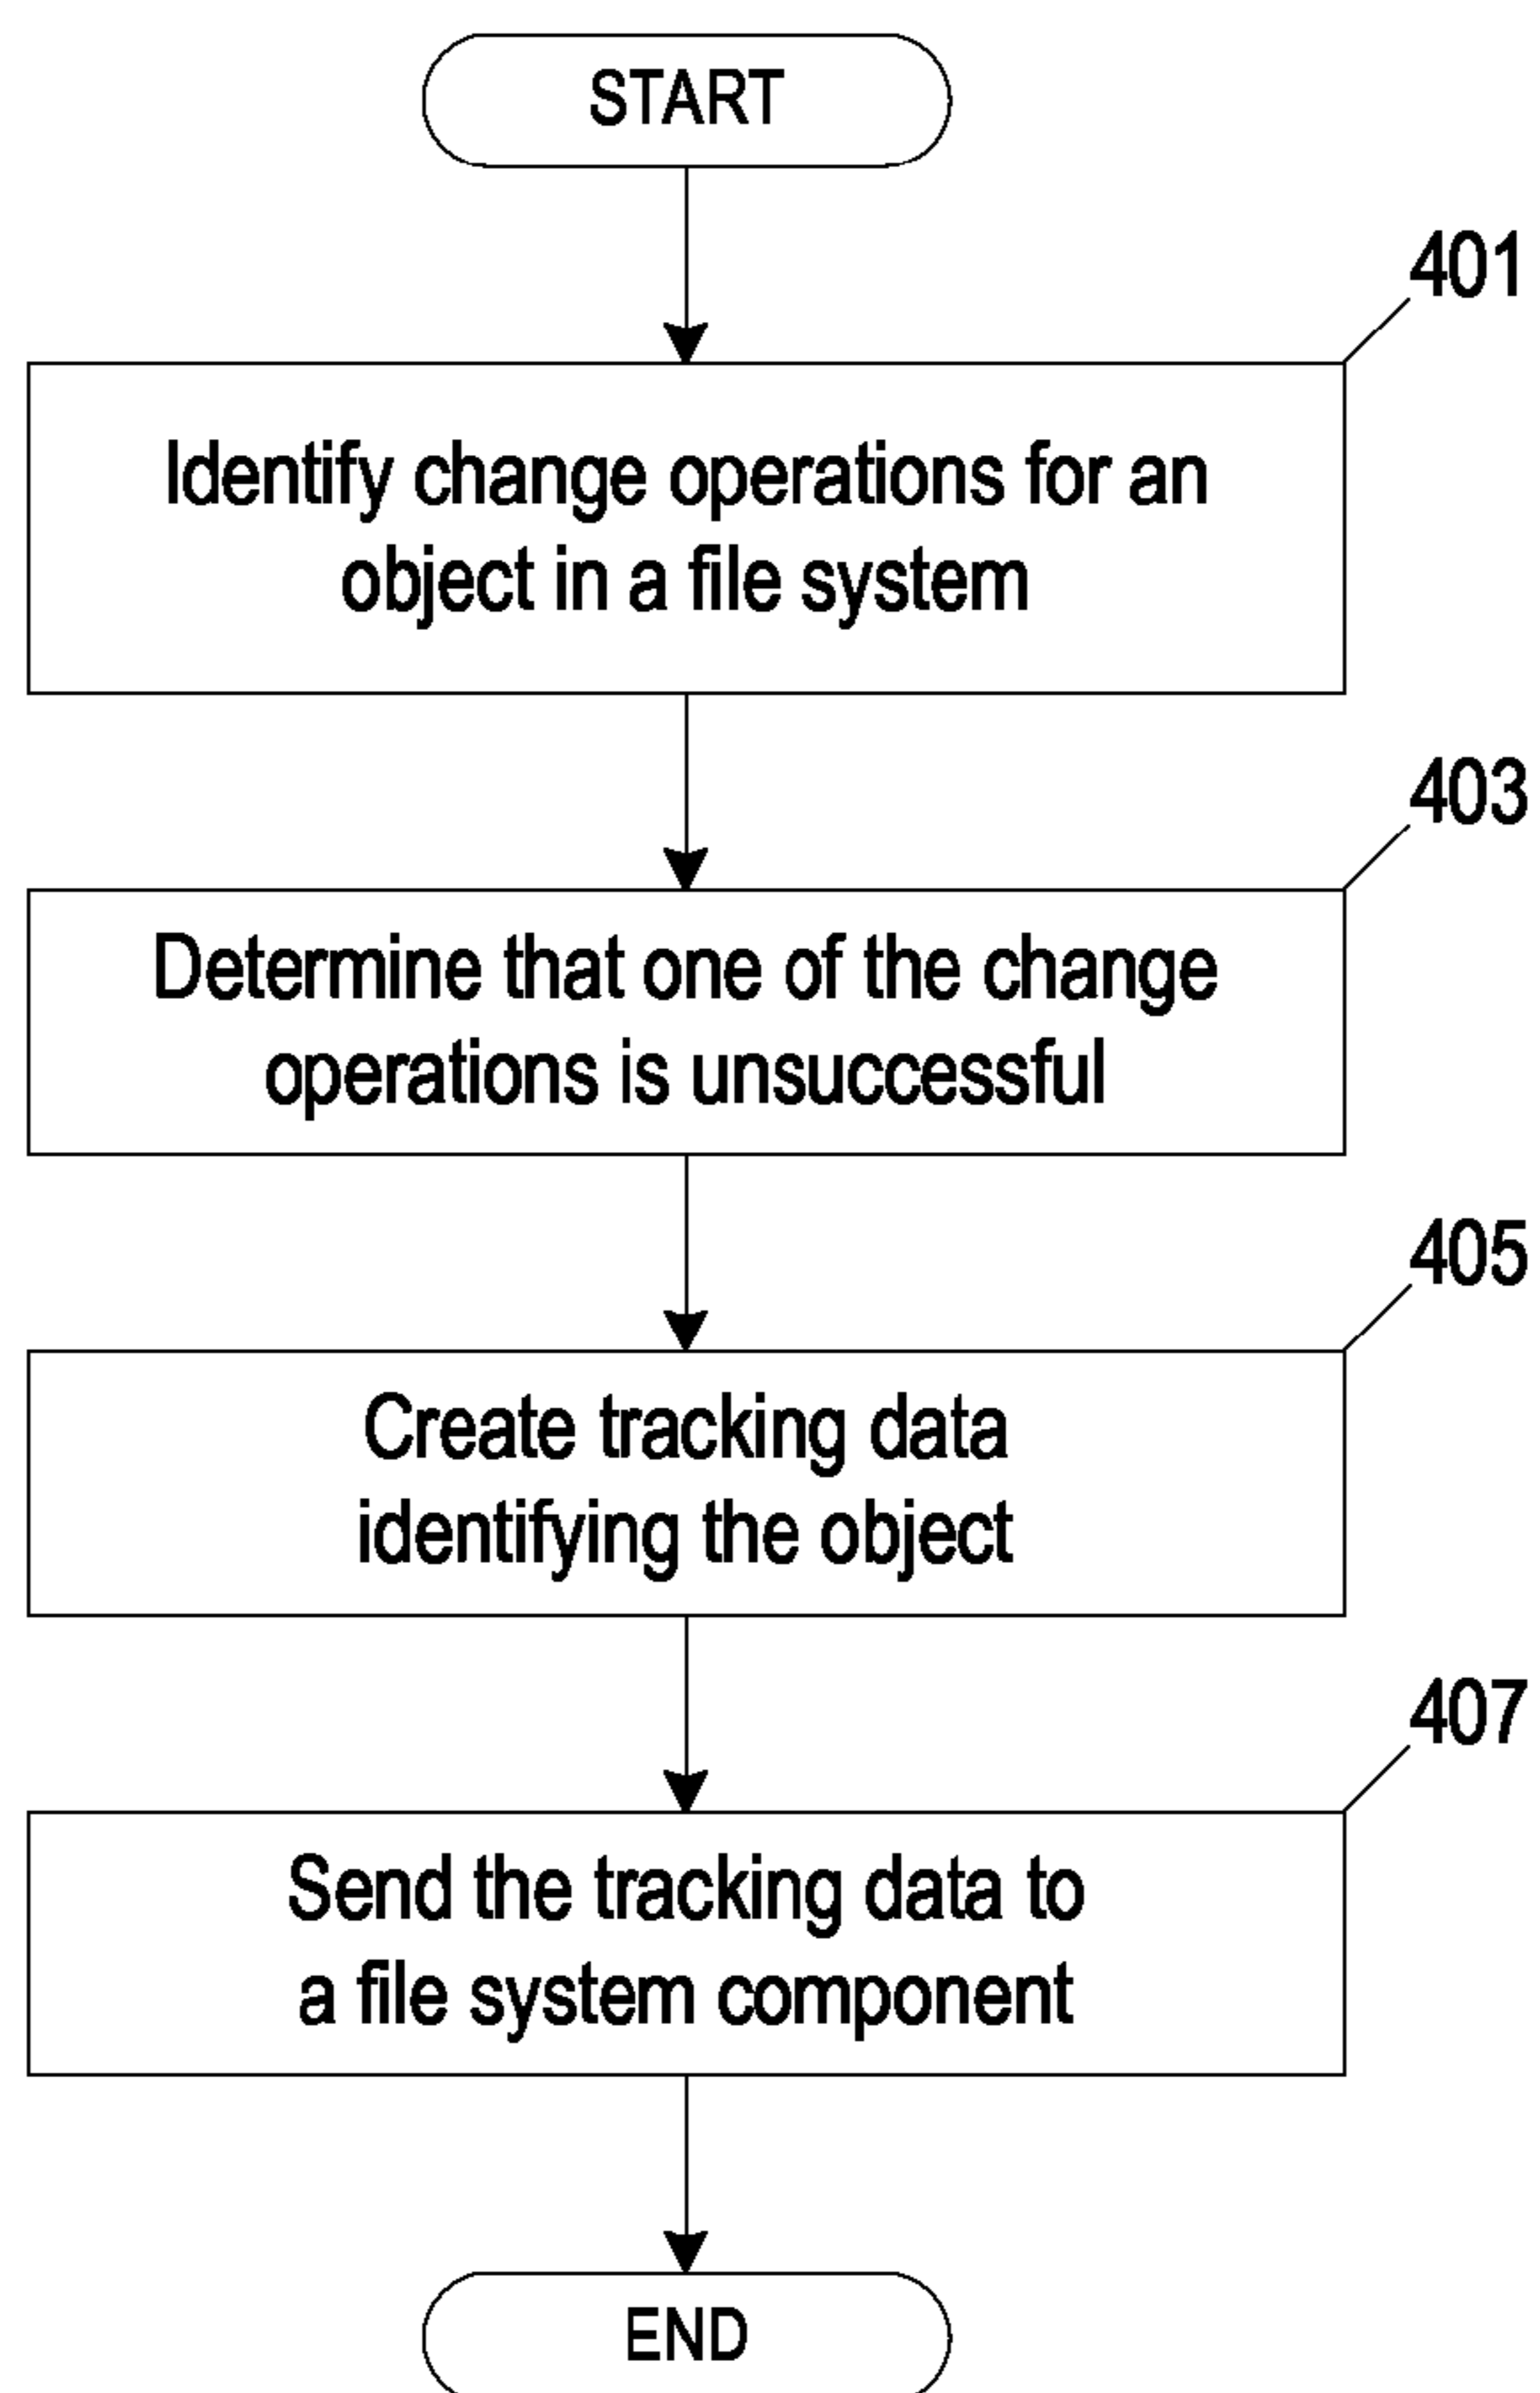 START
401
Identify change operations for an
object in a file system
403
Determine that one of the change
operations is unsuccessful
405
Create tracking data
identifying the object
407
Send the tracking data to
a file system component
END